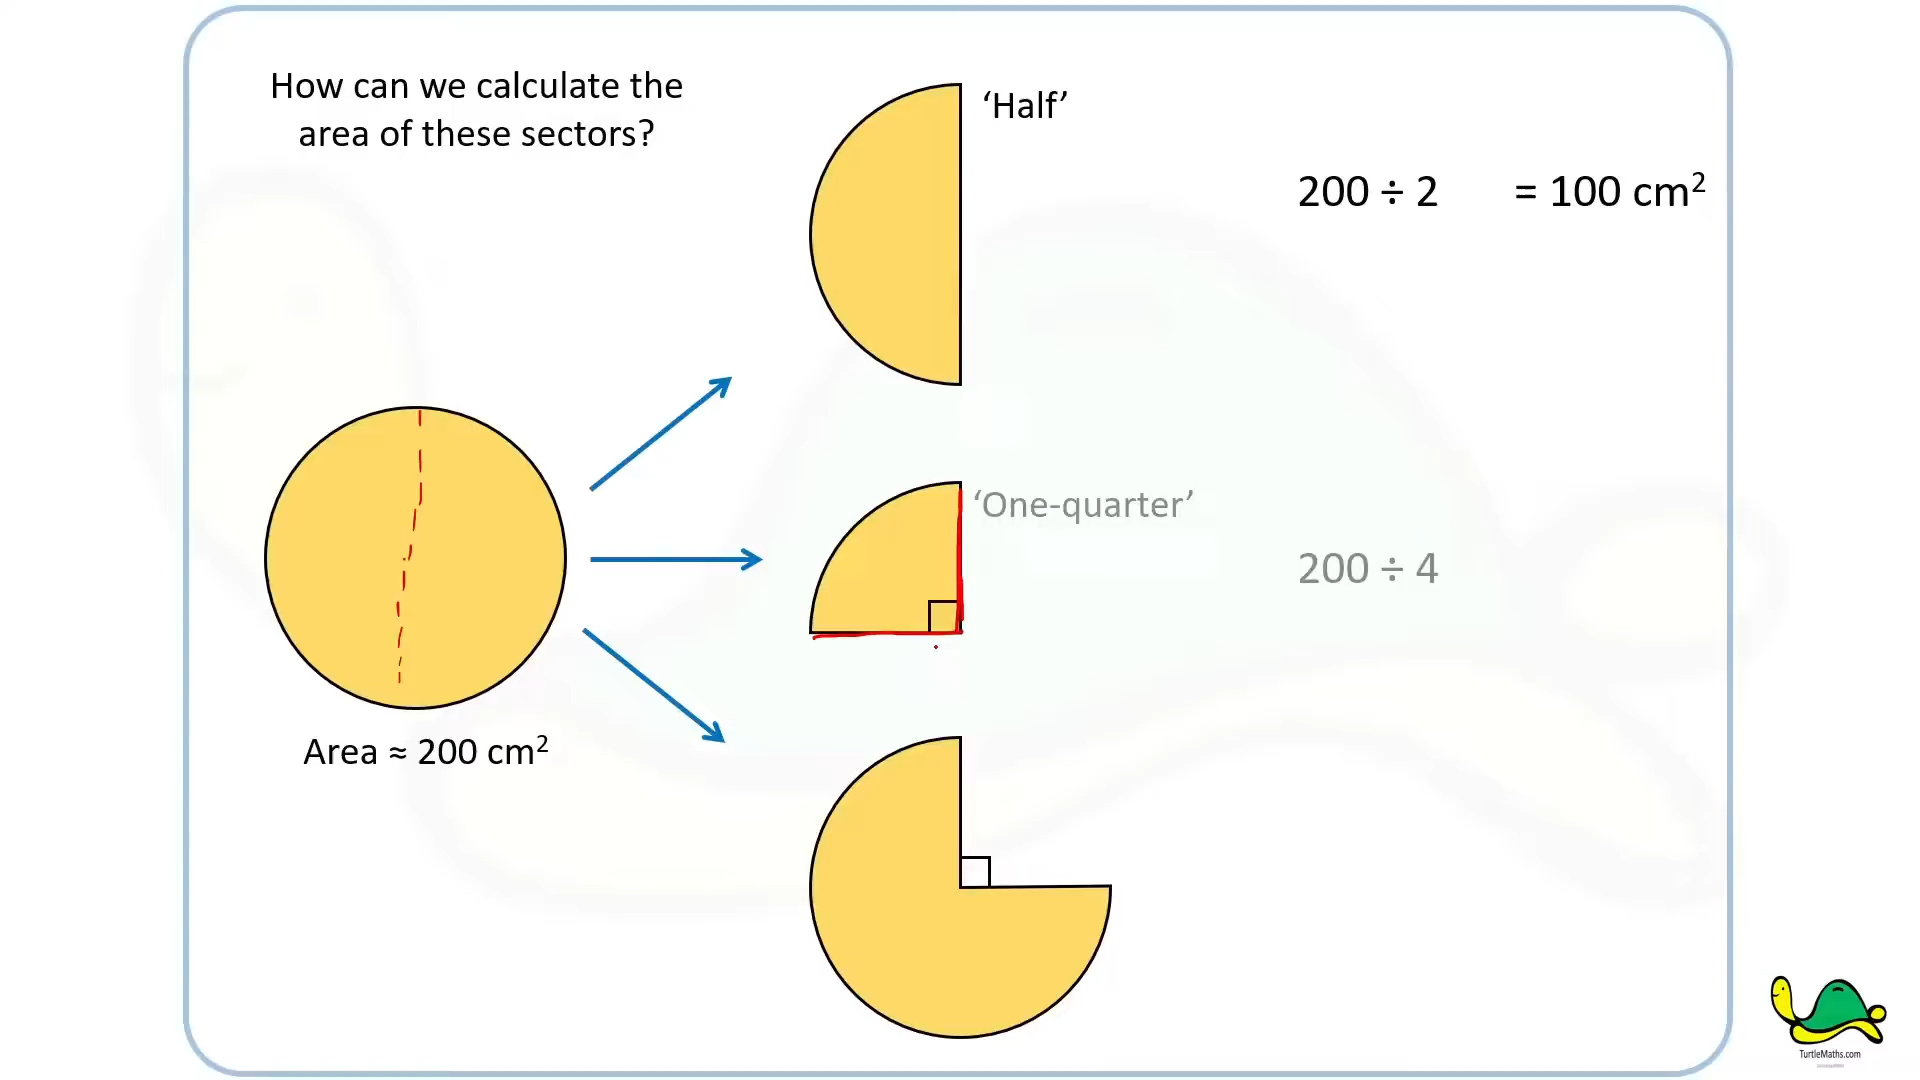 How can we calculate the
area of these sectors?
‘Half’
200 ÷ 2 = 100 cm²
‘One-quarter’
200 ÷ 4
Area ≈ 200 cm²
TurtleMaths.com